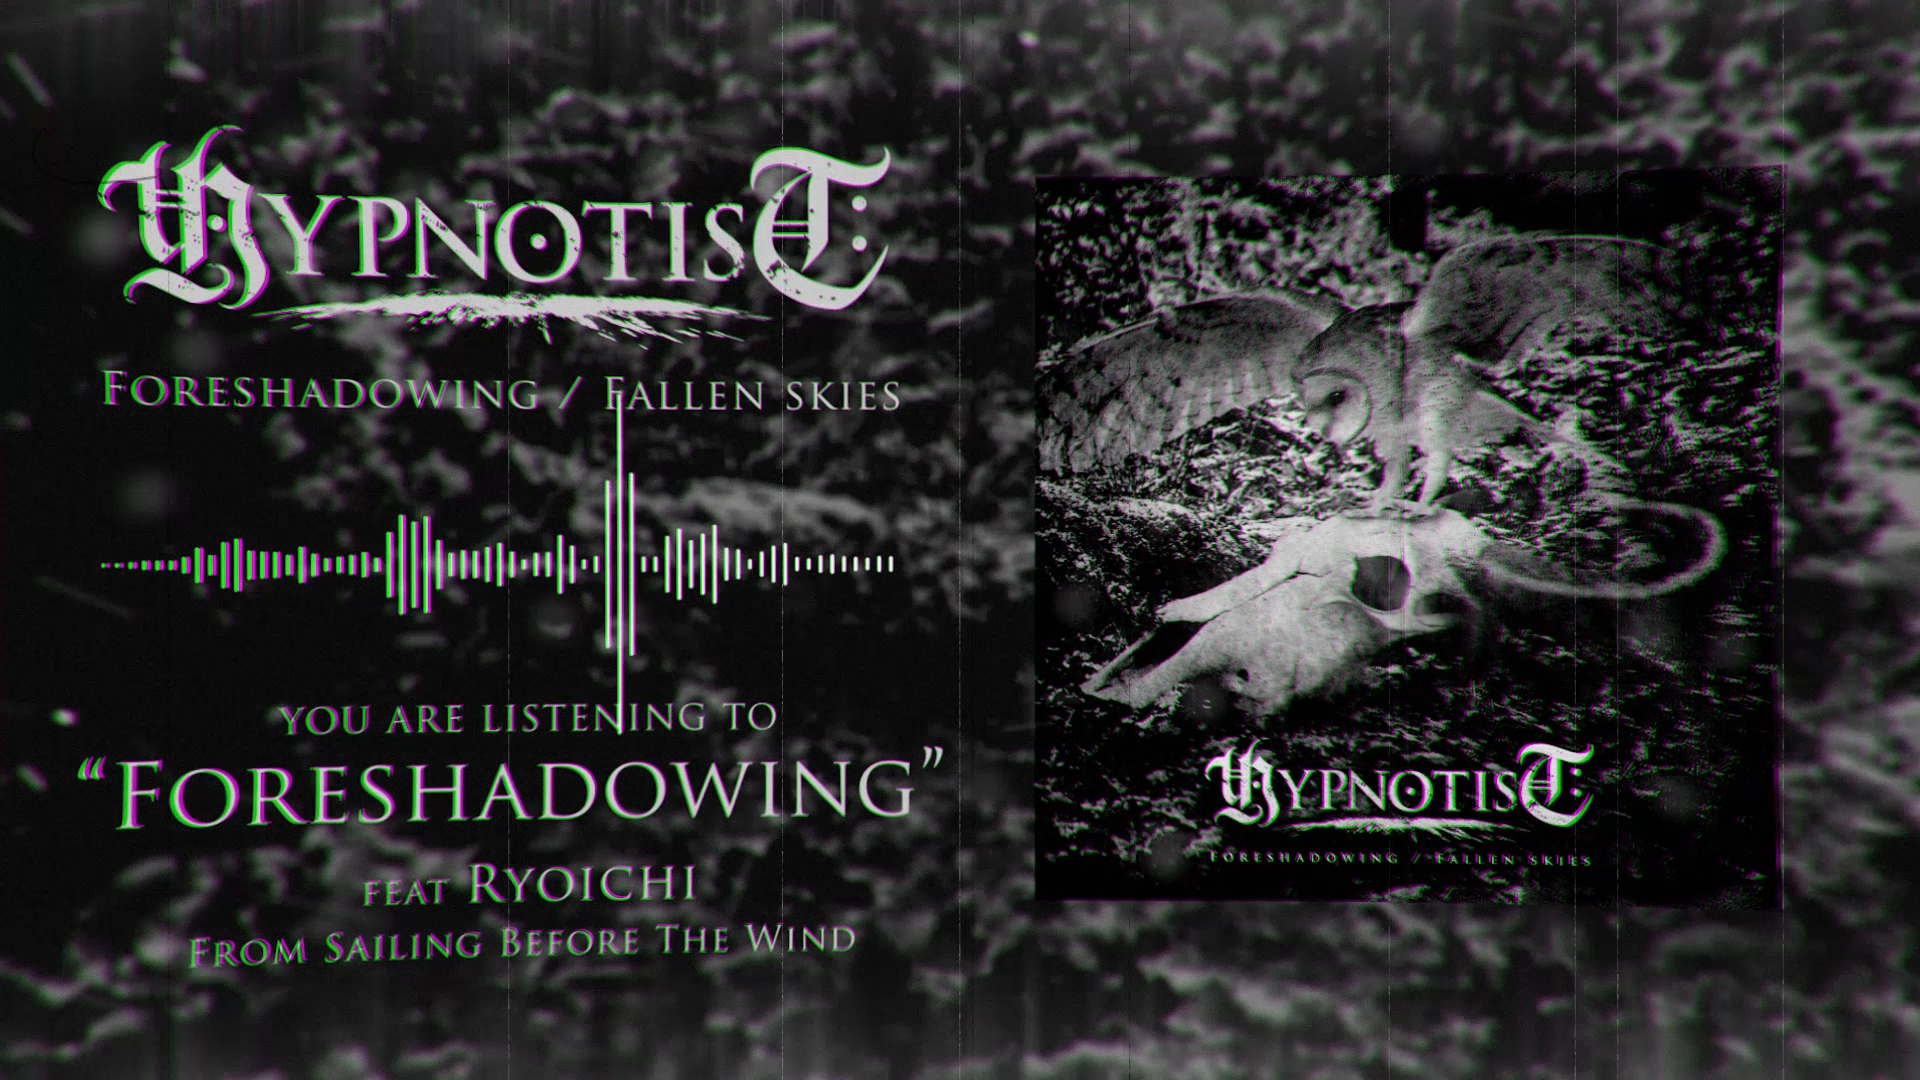 HYPNOTIST
FORESHADOWING / FALLEN SKIES
YOU ARE LISTENING TO
“FORESHADOWING”
FEAT RYOICHI
FROM SAILING BEFORE THE WIND
HYPNOTIST
FORESHADOWING // FALLEN SKIES